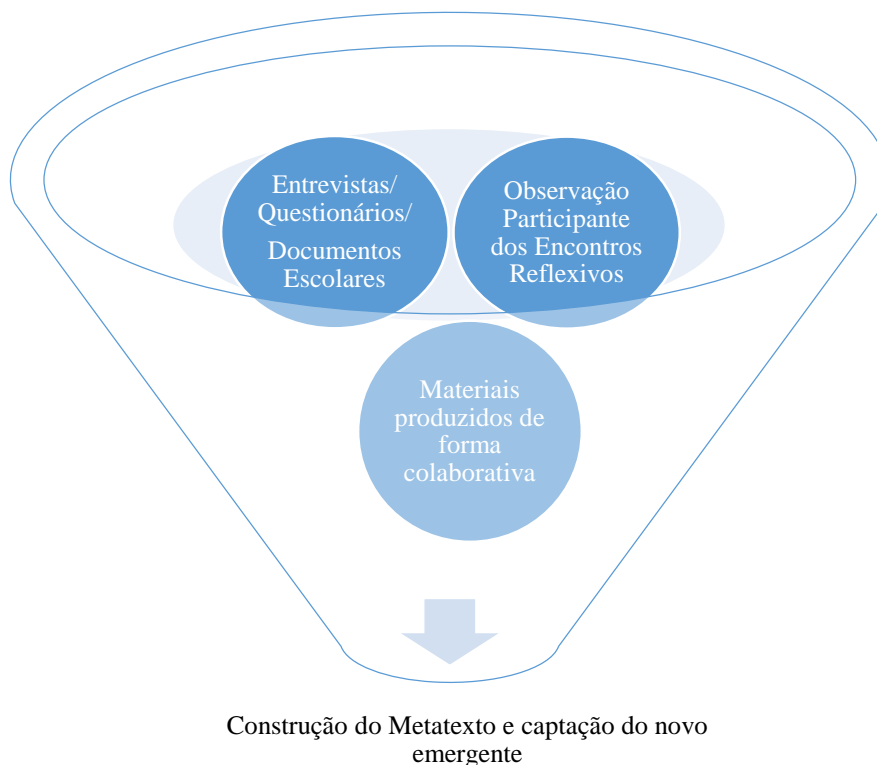 Entrevistas/
Questionários/
Documentos
Escolares
Observação
Participante
dos Encontros
Reflexivos
Materiais
produzidos de
forma
colaborativa
Construção do Metatexto e captação do novo
emergente